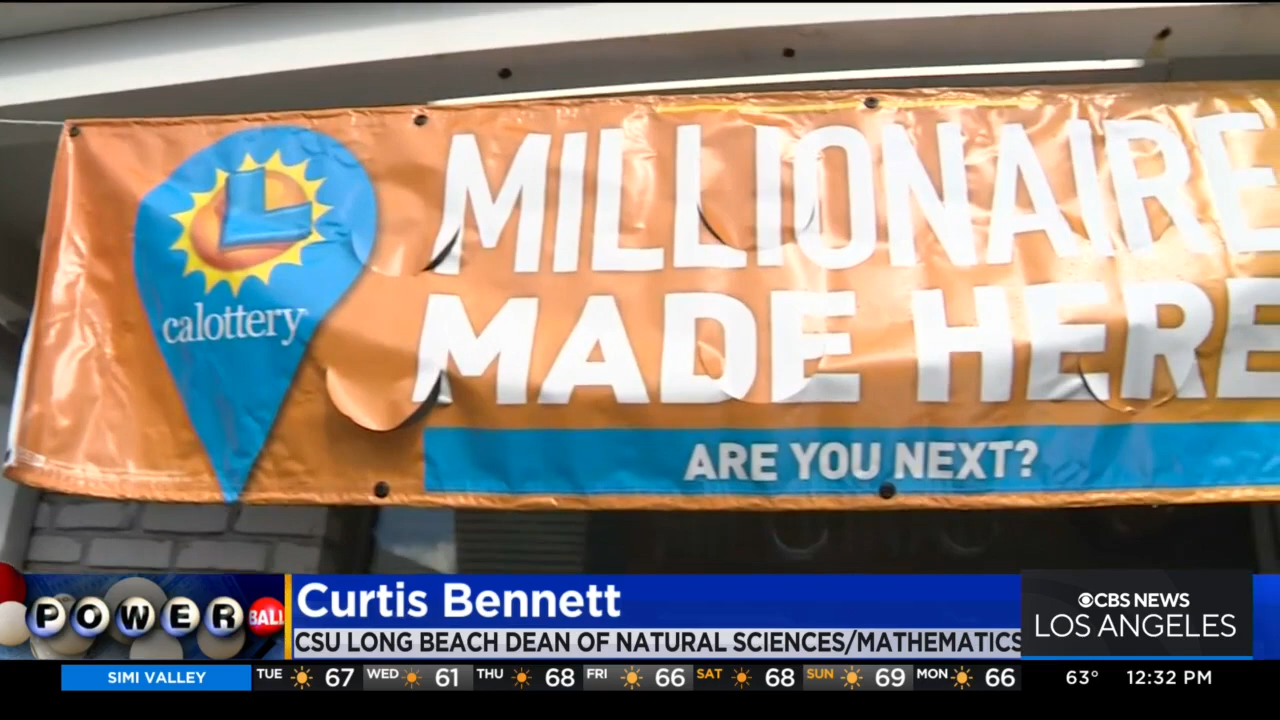 MILLIONAIRE
MADE HERE
calottery
ARE YOU NEXT?
POWER BALL
Curtis Bennett
CSU LONG BEACH DEAN OF NATURAL SCIENCES/MATHEMATICS
CBS NEWS
LOS ANGELES
SIMI VALLEY TUE 67 WED 61 THU 68 FRI 66 SAT 68 SUN 69 MON 66 63° 12:32 PM